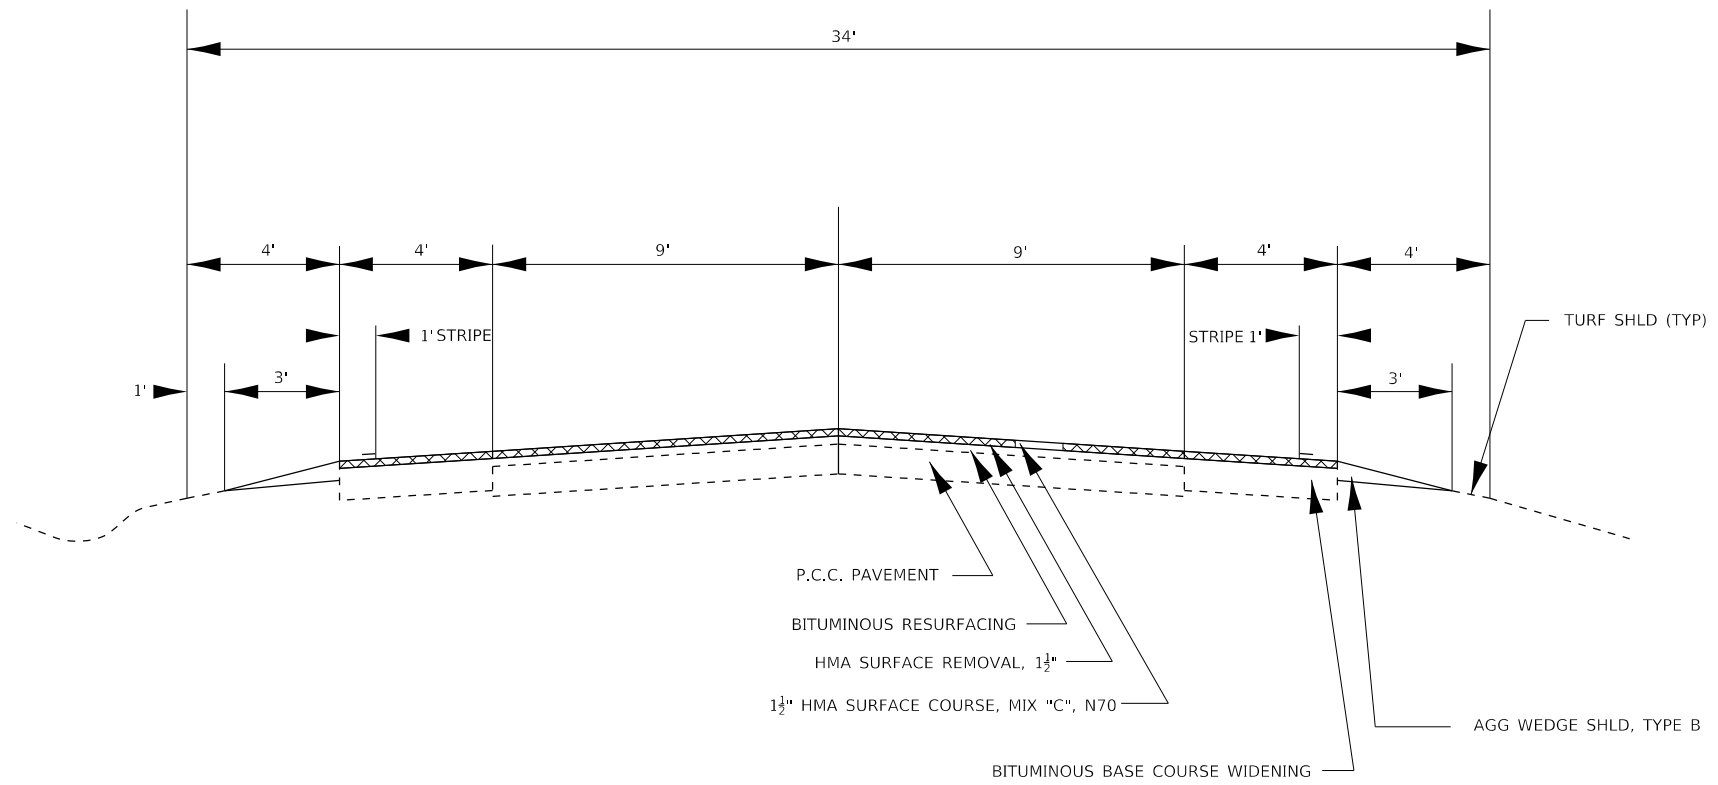 34'
4'
4'
9'
9'
4'
4'
1' STRIPE
STRIPE 1'
TURF SHLD (TYP)
1'
3'
3'
P.C.C. PAVEMENT
BITUMINOUS RESURFACING
HMA SURFACE REMOVAL, 1½"
1½" HMA SURFACE COURSE, MIX "C", N70
AGG WEDGE SHLD, TYPE B
BITUMINOUS BASE COURSE WIDENING